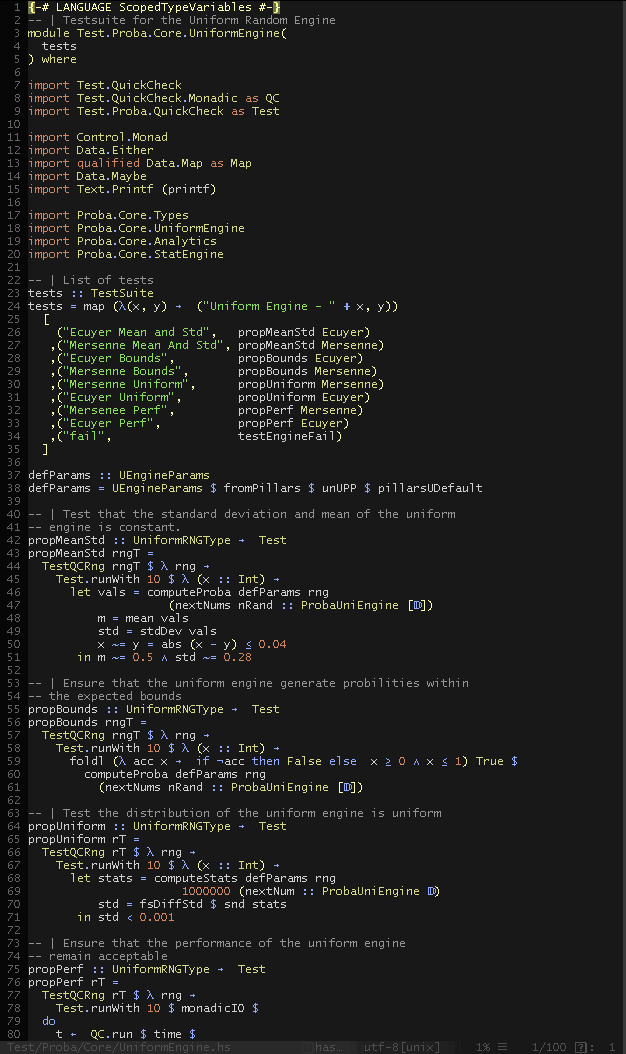 1 {-# LANGUAGE ScopedTypeVariables #-}
2 -- | Testsuite for the Uniform Random Engine
3 module Test.Proba.Core.UniformEngine(
4   tests
5 ) where
6
7 import Test.QuickCheck
8 import Test.QuickCheck.Monadic as QC
9 import Test.Proba.QuickCheck as Test
10
11 import Control.Monad
12 import Data.Either
13 import qualified Data.Map as Map
14 import Data.Maybe
15 import Text.Printf (printf)
16
17 import Proba.Core.Types
18 import Proba.Core.UniformEngine
19 import Proba.Core.Analytics
20 import Proba.Core.StatEngine
21
22 -- | List of tests
23 tests :: TestSuite
24 tests = map (λ(x, y) →  ("Uniform Engine - " + x, y))
25   [
26     ("Ecuyer Mean and Std",   propMeanStd Ecuyer)
27    ,("Mersenne Mean And Std", propMeanStd Mersenne)
28    ,("Ecuyer Bounds",         propBounds Ecuyer)
29    ,("Mersenne Bounds",       propBounds Mersenne)
30    ,("Mersenne Uniform",      propUniform Mersenne)
31    ,("Ecuyer Uniform",        propUniform Ecuyer)
32    ,("Mersenee Perf",         propPerf Mersenne)
33    ,("Ecuyer Perf",           propPerf Ecuyer)
34    ,("fail",                  testEngineFail)
35   ]
36
37 defParams :: UEngineParams
38 defParams = UEngineParams $ fromPillars $ unUPP $ pillarsUDefault
39
40 -- | Test that the standard deviation and mean of the uniform
41 -- engine is constant.
42 propMeanStd :: UniformRNGType →  Test
43 propMeanStd rngT =
44   TestQCRng rngT $ λ rng →
45     Test.runWith 10 $ λ (x :: Int) →
46       let vals = computeProba defParams rng
47                     (nextNums nRand :: ProbaUniEngine [𝔻])
48           m = mean vals
49           std = stdDev vals
50           x ~= y = abs (x - y) ≤ 0.04
51        in m ~= 0.5 ∧ std ~= 0.28
52
53 -- | Ensure that the uniform engine generate probilities within
54 -- the expected bounds
55 propBounds :: UniformRNGType →  Test
56 propBounds rngT =
57   TestQCRng rngT $ λ rng →
58     Test.runWith 10 $ λ (x :: Int) →
59       foldl (λ acc x →  if ¬acc then False else  x ≥ 0 ∧ x ≤ 1) True $
60         computeProba defParams rng
61           (nextNums nRand :: ProbaUniEngine [𝔻])
62
63 -- | Test the distribution of the uniform engine is uniform
64 propUniform :: UniformRNGType →  Test
65 propUniform rT =
66   TestQCRng rT $ λ rng →
67     Test.runWith 10 $ λ (x :: Int) →
68       let stats = computeStats defParams rng
69                       1000000 (nextNum :: ProbaUniEngine 𝔻)
70           std = fsDiffStd $ snd stats
71        in std < 0.001
72
73 -- | Ensure that the performance of the uniform engine
74 -- remain acceptable
75 propPerf :: UniformRNGType →  Test
76 propPerf rT =
77   TestQCRng rT $ λ rng →
78     Test.runWith 10 $ monadicIO $
79   do
80     t ←  QC.run $ time $
Test/Proba/Core/UniformEngine.hs has… utf-8[unix] 1% ☰ 1/100 ?: 1